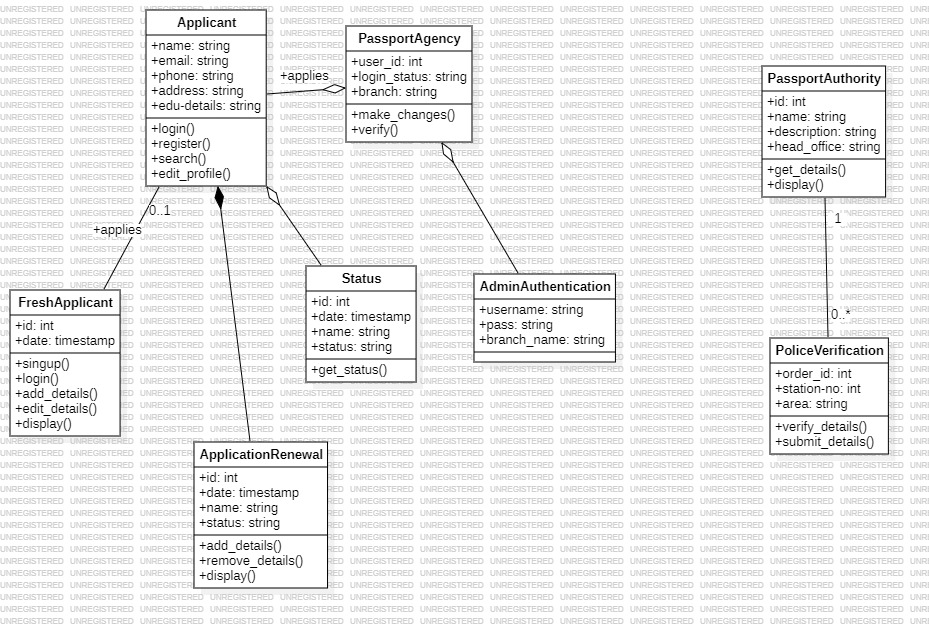 Applicant
+name: string
+email: string
+phone: string
+address: string
+edu-details: string
+login()
+register()
+search()
+edit_profile()
+applies
PassportAgency
+user_id: int
+login_status: string
+branch: string
+make_changes()
+verify()
PassportAuthority
+id: int
+name: string
+description: string
+head_office: string
+get_details()
+display()
0..1
+applies
1
0..*
FreshApplicant
+id: int
+date: timestamp
+singup()
+login()
+add_details()
+edit_details()
+display()
Status
+id: int
+date: timestamp
+name: string
+status: string
+get_status()
AdminAuthentication
+username: string
+pass: string
+branch_name: string
PoliceVerification
+order_id: int
+station-no: int
+area: string
+verify_details()
+submit_details()
ApplicationRenewal
+id: int
+date: timestamp
+name: string
+status: string
+add_details()
+remove_details()
+display()
UNREGISTERED